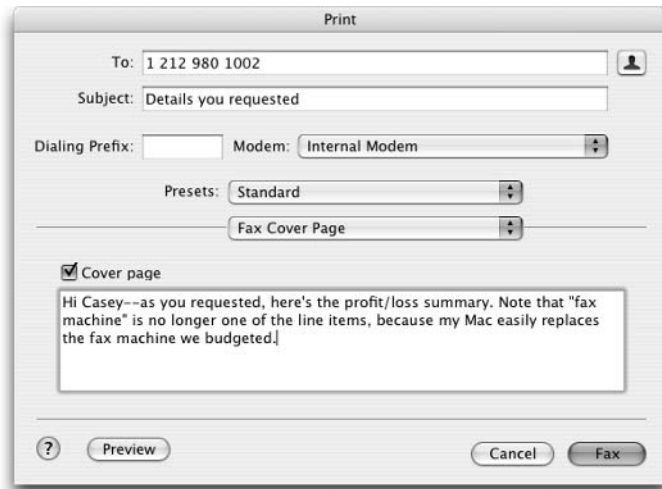 Print
To: 1 212 980 1002
Subject: Details you requested
Dialing Prefix: Modem: Internal Modem
Presets: Standard
Fax Cover Page
Cover page
Hi Casey--as you requested, here's the profit/loss summary. Note that "fax
machine" is no longer one of the line items, because my Mac easily replaces
the fax machine we budgeted.
? Preview Cancel Fax